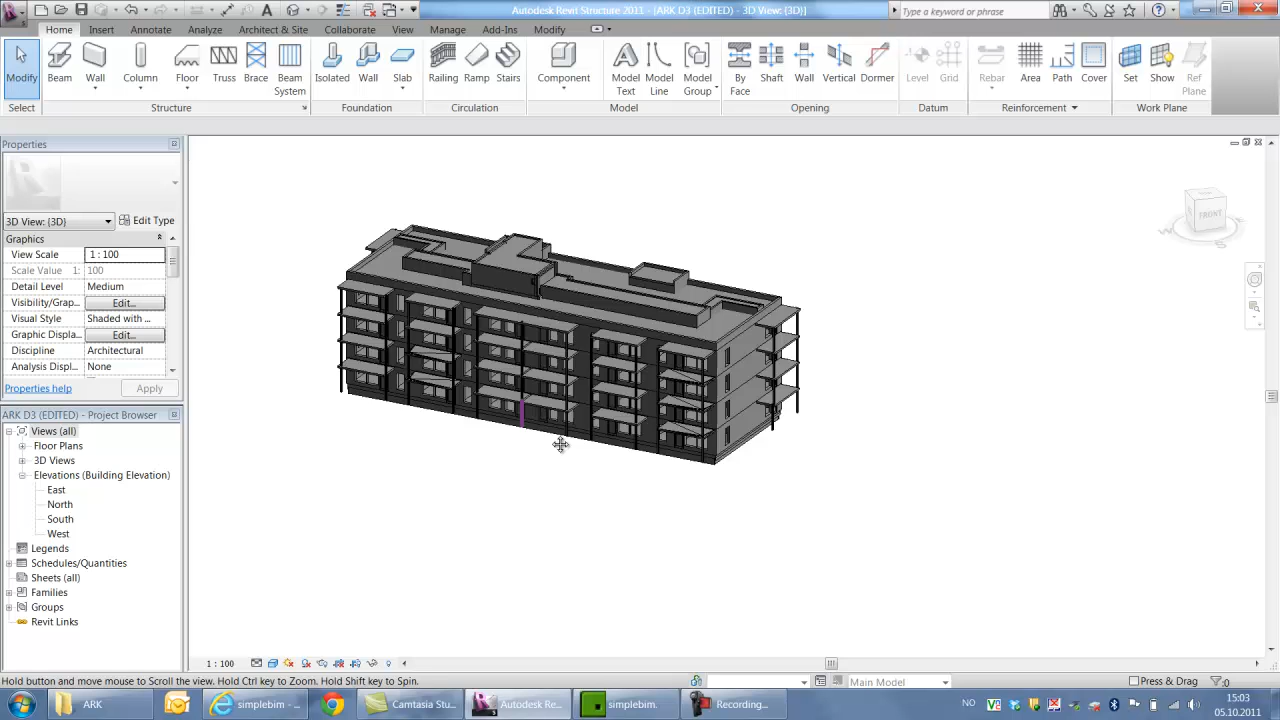 Autodesk Revit Structure 2011 - [ARK D3 (EDITED) - 3D View: {3D}]
Type a keyword or phrase
Home Insert Annotate Analyze Architect & Site Collaborate View Manage Add-Ins Modify
Modify Beam Wall Column Floor Truss Brace Beam System Isolated Wall Slab Railing Ramp Stairs Component Model Text Model Line Model Group By Face Shaft Wall Vertical Dormer Level Grid Rebar Area Path Cover Set Show Ref Plane
Select Structure Foundation Circulation Model Opening Datum Reinforcement Work Plane
Properties
3D View: {3D} Edit Type
Graphics
View Scale 1 : 100
Scale Value 1: 100
Detail Level Medium
Visibility/Grap... Edit...
Visual Style Shaded with ...
Graphic Displa... Edit...
Discipline Architectural
Analysis Displ... None
Properties help Apply
ARK D3 (EDITED) - Project Browser
Views (all)
Floor Plans
3D Views
Elevations (Building Elevation)
East
North
South
West
Legends
Schedules/Quantities
Sheets (all)
Families
Groups
Revit Links
FRONT
1 : 100
Hold button and move mouse to Scroll the view. Hold Ctrl key to Zoom. Hold Shift key to Spin.
Main Model
Press & Drag
:0
ARK
simplebim - ...
Camtasia Stu...
Autodesk Re...
simplebim.
Recording...
NO
15:03
05.10.2011